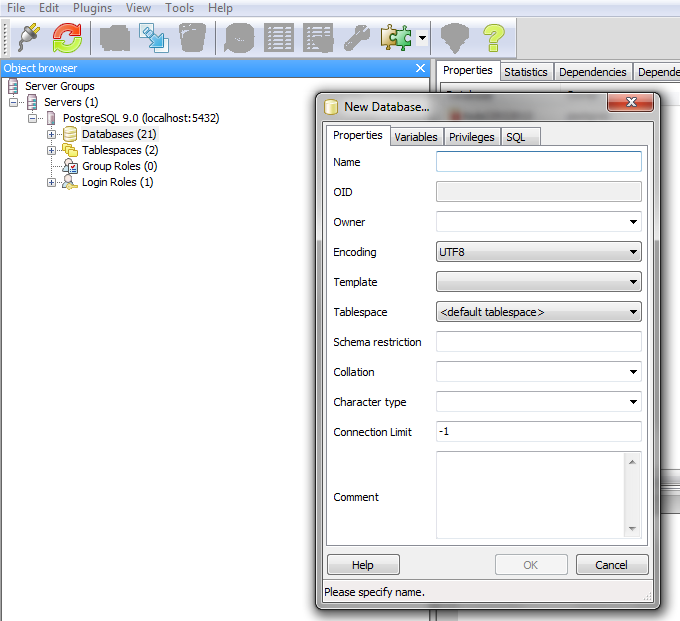 File Edit Plugins View Tools Help
Object browser
Server Groups
Servers (1)
PostgreSQL 9.0 (localhost:5432)
Databases (21)
Tablespaces (2)
Group Roles (0)
Login Roles (1)
Properties Statistics Dependencies Depende
New Database...
Properties Variables Privileges SQL
Name
OID
Owner
Encoding UTF8
Template
Tablespace <default tablespace>
Schema restriction
Collation
Character type
Connection Limit -1
Comment
Help OK Cancel
Please specify name.